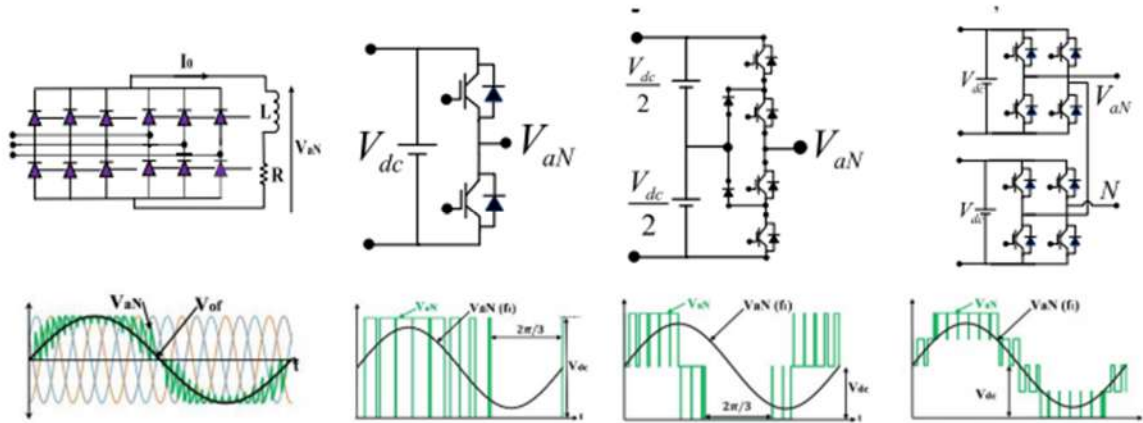 I0
L
VaN
R
Vdc
VaN
Vdc
2
Vdc
2
VaN
Vdc
VaN
Vdc
N
VaN
Vof
t
VaN
VaN (f1)
2π/3
Vdc
t
VaN
VaN (f1)
2π/3
Vdc
t
VaN
VaN (f1)
Vdc
t